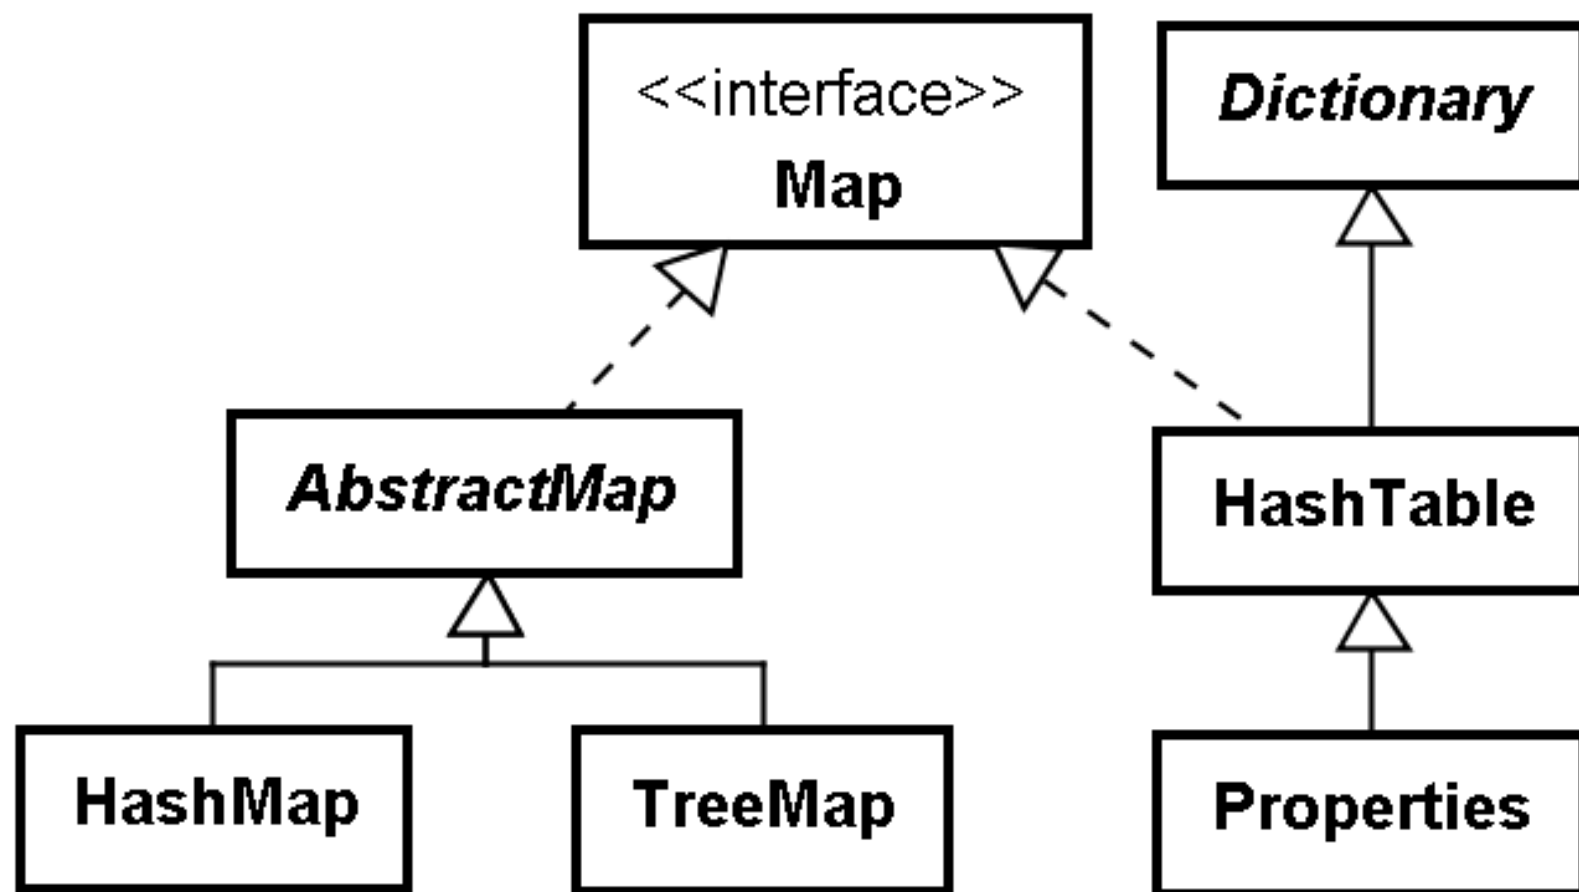 <<interface>>
Map
Dictionary
AbstractMap
HashTable
HashMap
TreeMap
Properties